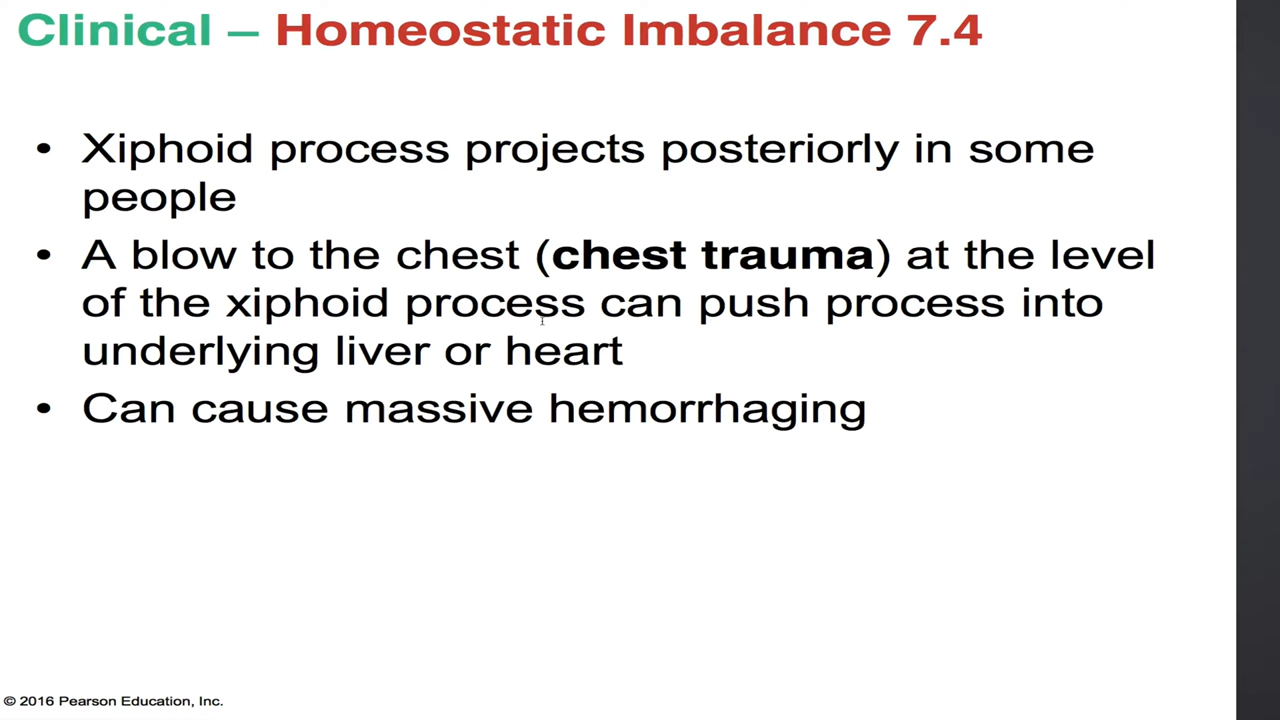 Clinical – Homeostatic Imbalance 7.4
• Xiphoid process projects posteriorly in some
people
• A blow to the chest (chest trauma) at the level
of the xiphoid process can push process into
underlying liver or heart
• Can cause massive hemorrhaging
© 2016 Pearson Education, Inc.